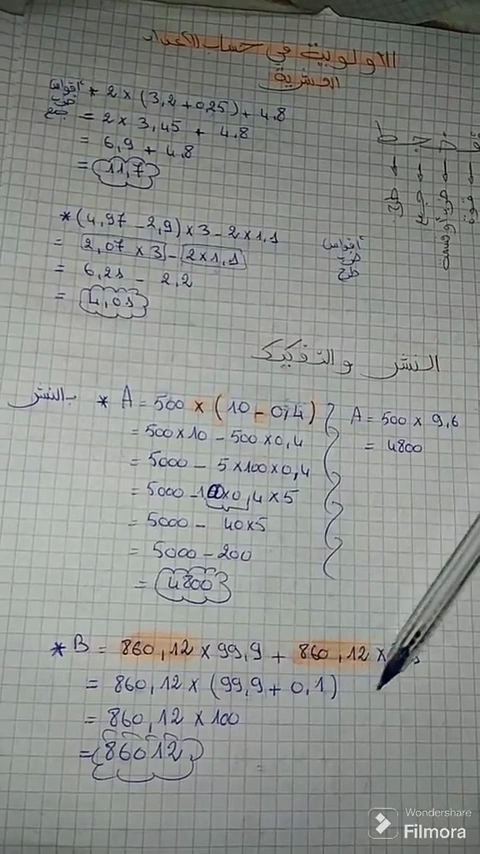 الأولوية في حساب الأعداد
العشرية
أقواس * 2 × (3,2 + 0,25) + 4,8
ضرب = 2 × 3,45 + 4,8
جمع = 6,9 + 4,8
= 11,7
* (4,97 - 2,9) × 3 - 2 × 1,1
أقواس
= 2,07 × 3 - 2 × 1,1
ضرب
= 6,21 - 2,2
طرح
= 4,01
النشر والتفكيك
بالنشر * A = 500 × (10 - 0,4)
A = 500 × 9,6
= 500 × 10 - 500 × 0,4
= 4800
= 5000 - 5 × 100 × 0,4
= 5000 - 100 × 0,4 × 5
= 5000 - 40 × 5
= 5000 - 200
= 4800
* B = 860,12 × 99,9 + 860,12 ×
= 860,12 × (99,9 + 0,1)
= 860,12 × 100
= 86012
Wondershare
Filmora